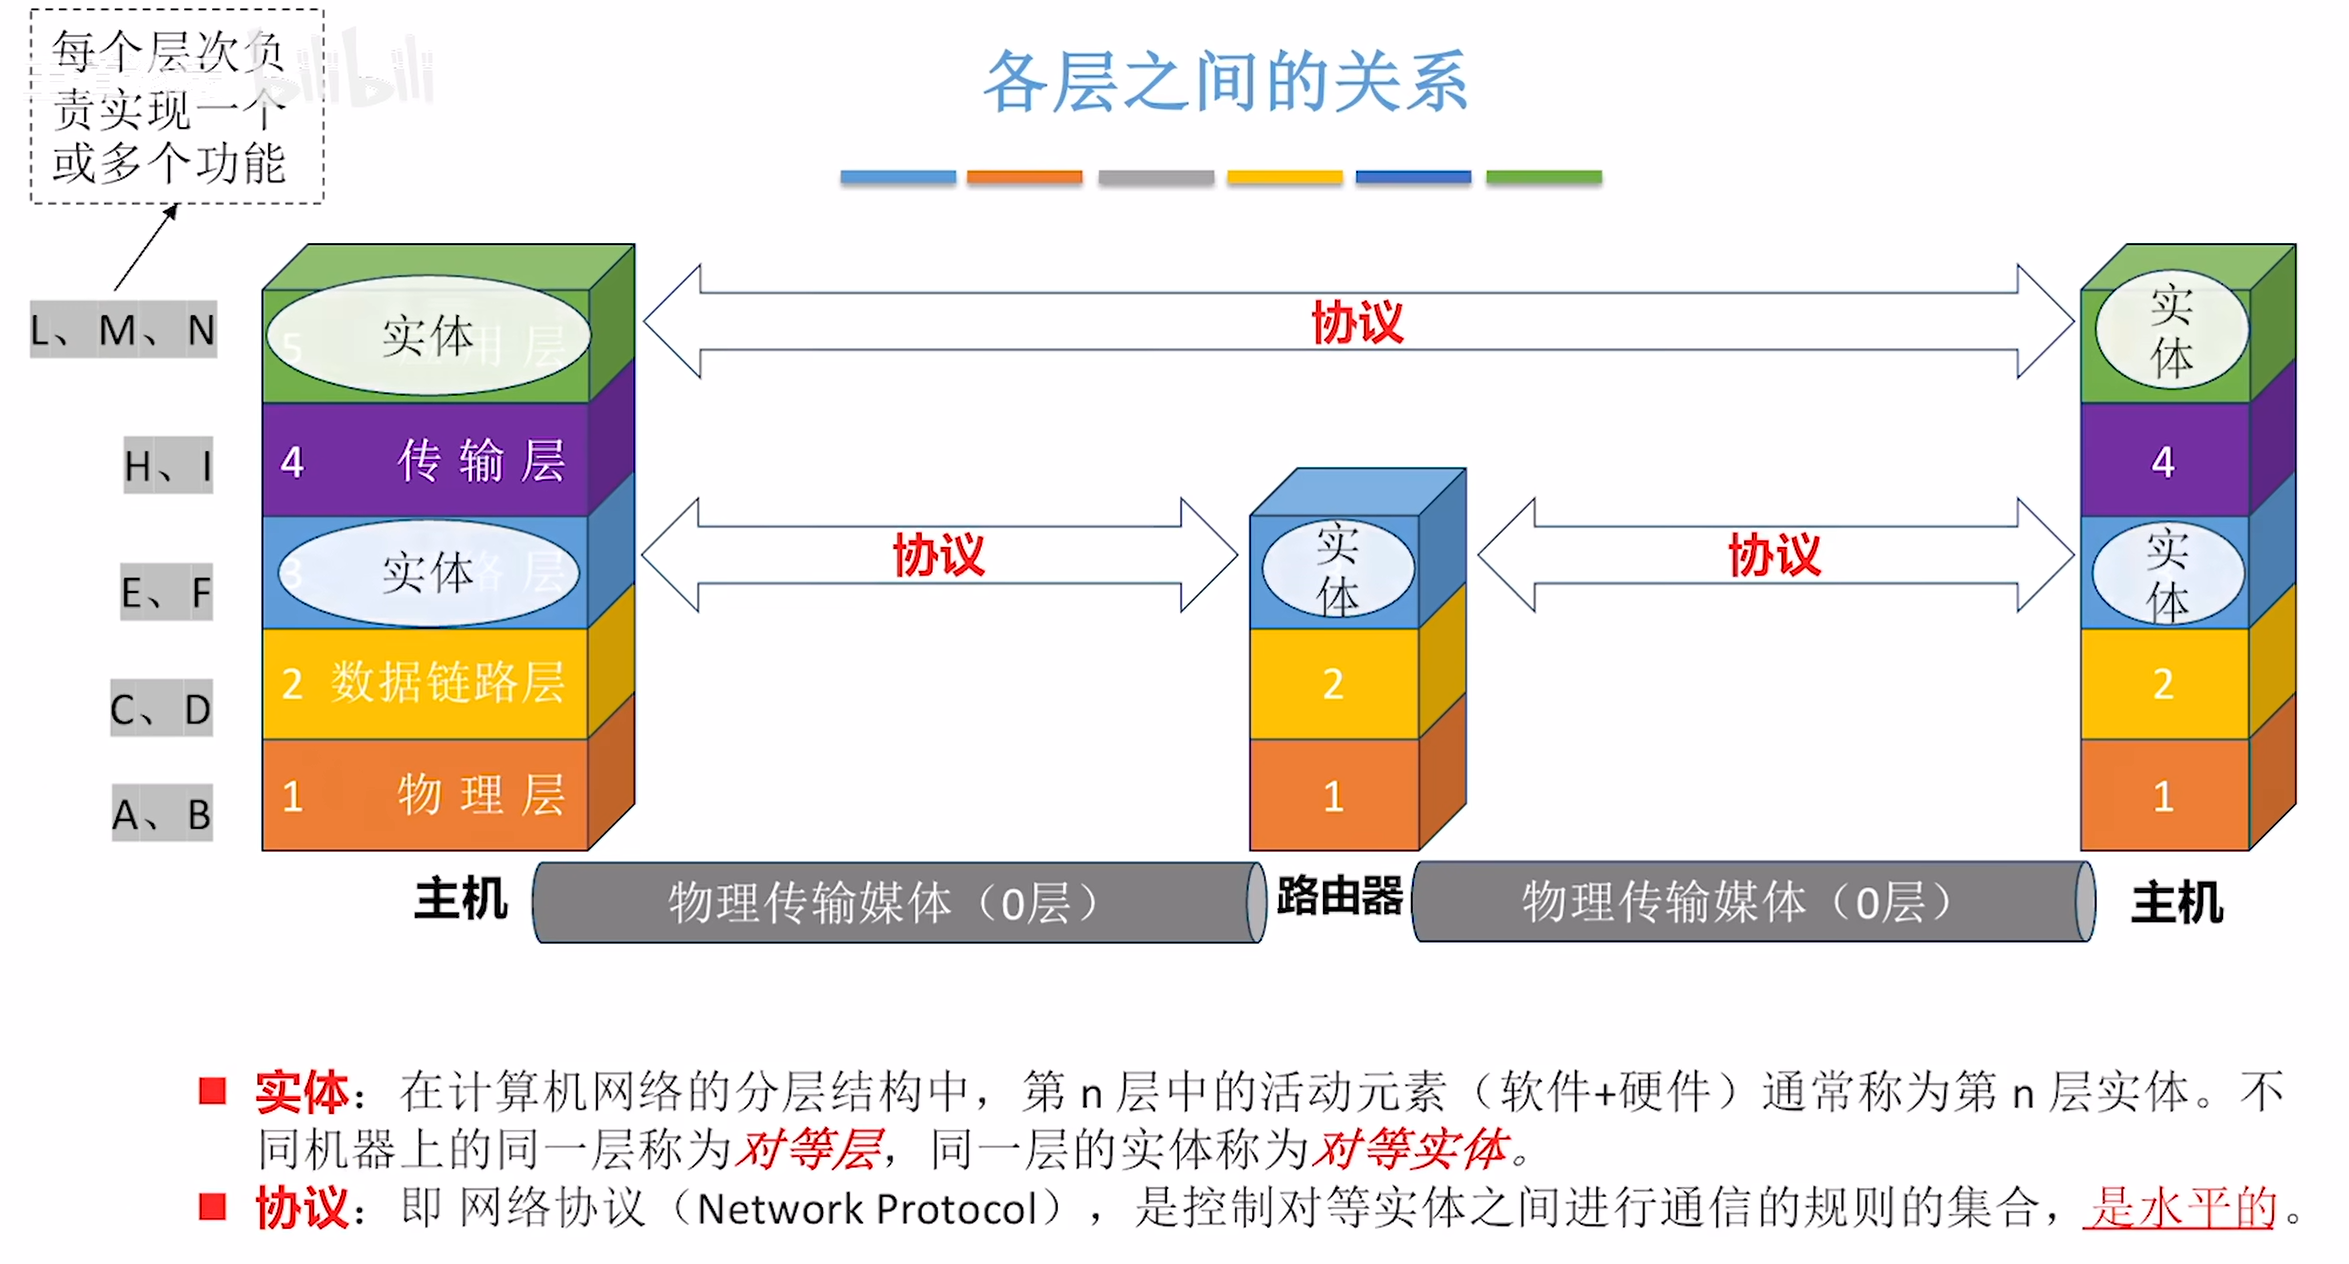 每个层次负
责实现一个
或多个功能
bilibili
各层之间的关系
L、M、N
5 用层
实体
协议
实
体
H、I
4 传输层
4
E、F
3 络层
实体
协议
实
体
协议
实
体
C、D
2 数据链路层
2
2
A、B
1 物理层
1
1
主机
物理传输媒体（0层）
路由器
物理传输媒体（0层）
主机
实体：在计算机网络的分层结构中，第 n 层中的活动元素（软件+硬件）通常称为第 n 层实体。不
同机器上的同一层称为对等层，同一层的实体称为对等实体。
协议：即 网络协议（Network Protocol），是控制对等实体之间进行通信的规则的集合，是水平的。